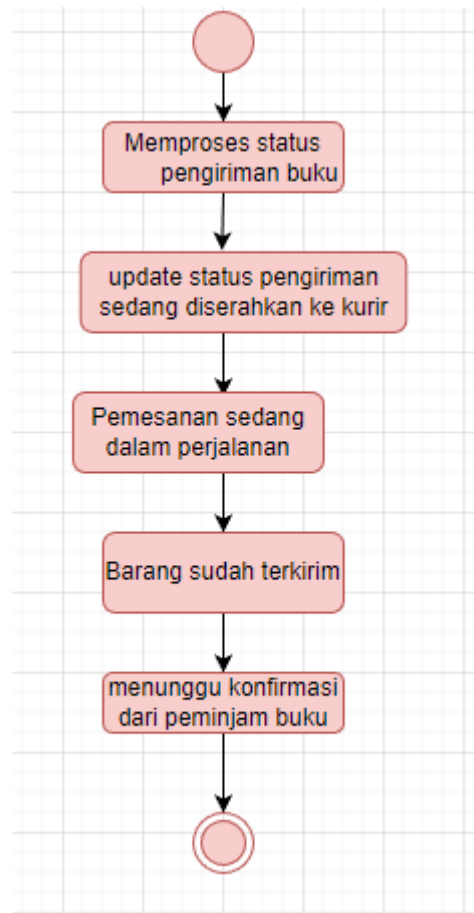 Memproses status
pengiriman buku
update status pengiriman
sedang diserahkan ke kurir
Pemesanan sedang
dalam perjalanan
Barang sudah terkirim
menunggu konfirmasi
dari peminjam buku